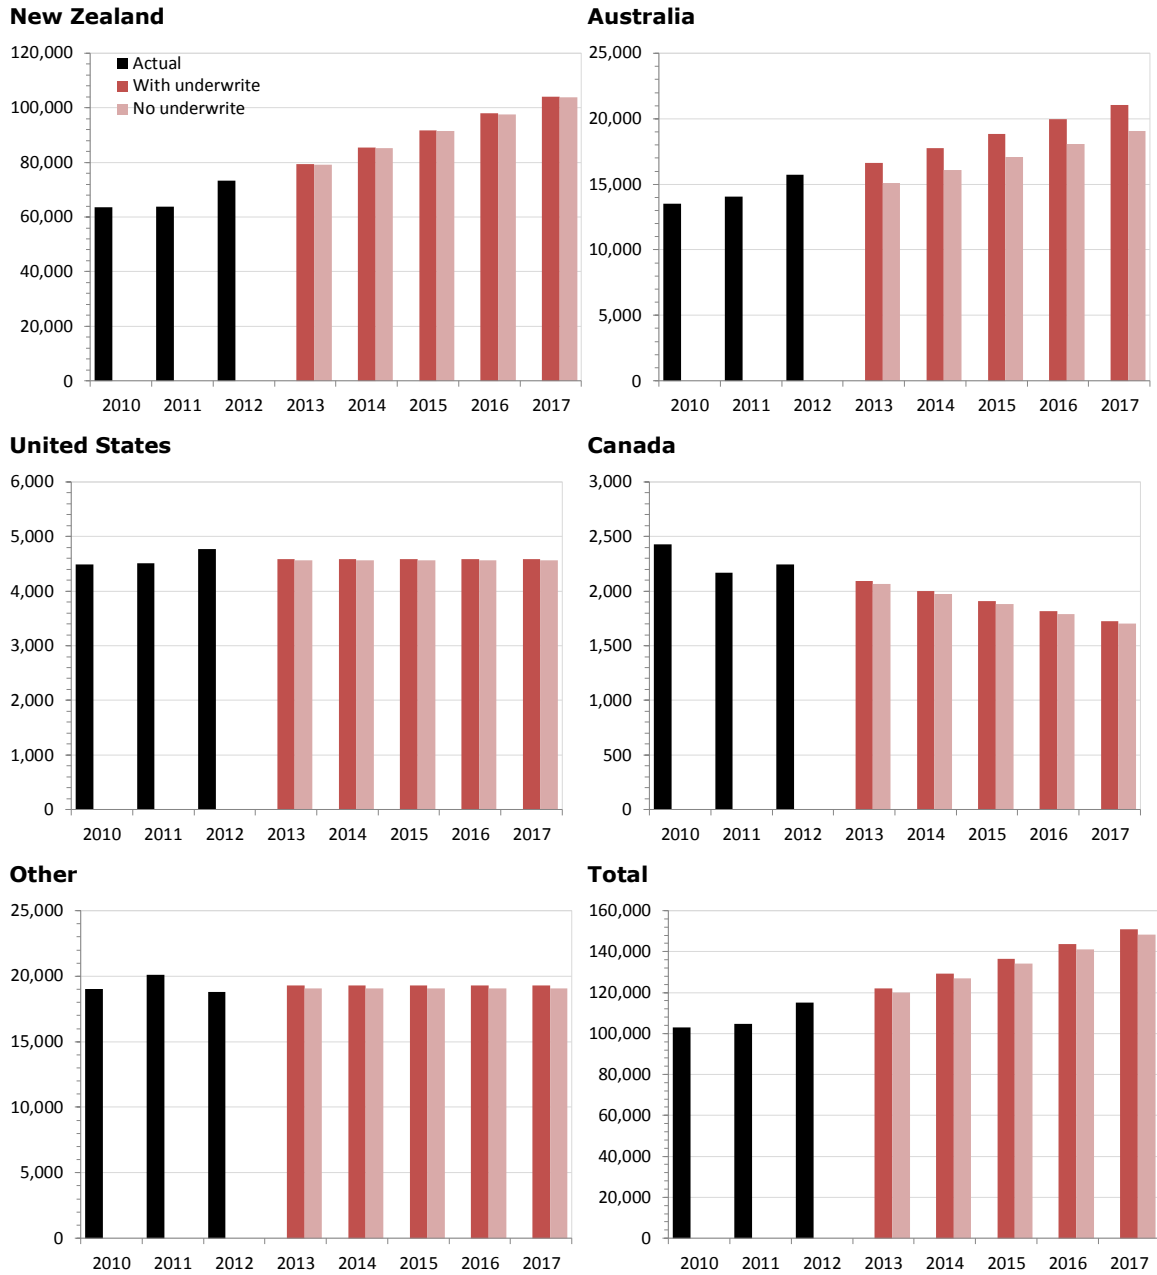 New Zealand
120,000
100,000
80,000
60,000
40,000
20,000
0
Actual
With underwrite
No underwrite
2010 2011 2012 2013 2014 2015 2016 2017
Australia
25,000
20,000
15,000
10,000
5,000
0
2010 2011 2012 2013 2014 2015 2016 2017
United States
6,000
5,000
4,000
3,000
2,000
1,000
0
2010 2011 2012 2013 2014 2015 2016 2017
Canada
3,000
2,500
2,000
1,500
1,000
500
0
2010 2011 2012 2013 2014 2015 2016 2017
Other
25,000
20,000
15,000
10,000
5,000
0
2010 2011 2012 2013 2014 2015 2016 2017
Total
160,000
140,000
120,000
100,000
80,000
60,000
40,000
20,000
0
2010 2011 2012 2013 2014 2015 2016 2017